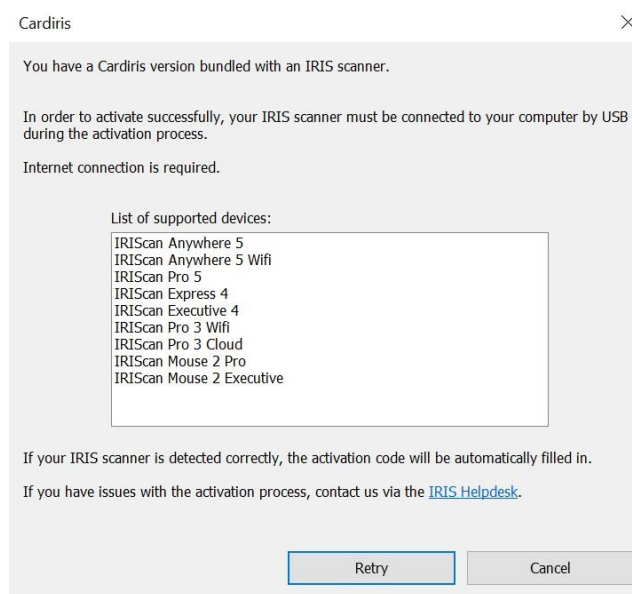 Cardiris
You have a Cardiris version bundled with an IRIS scanner.
In order to activate successfully, your IRIS scanner must be connected to your computer by USB
during the activation process.
Internet connection is required.
List of supported devices:
IRIScan Anywhere 5
IRIScan Anywhere 5 Wifi
IRIScan Pro 5
IRIScan Express 4
IRIScan Executive 4
IRIScan Pro 3 Wifi
IRIScan Pro 3 Cloud
IRIScan Mouse 2 Pro
IRIScan Mouse 2 Executive
If your IRIS scanner is detected correctly, the activation code will be automatically filled in.
If you have issues with the activation process, contact us via the IRIS Helpdesk.
Retry Cancel